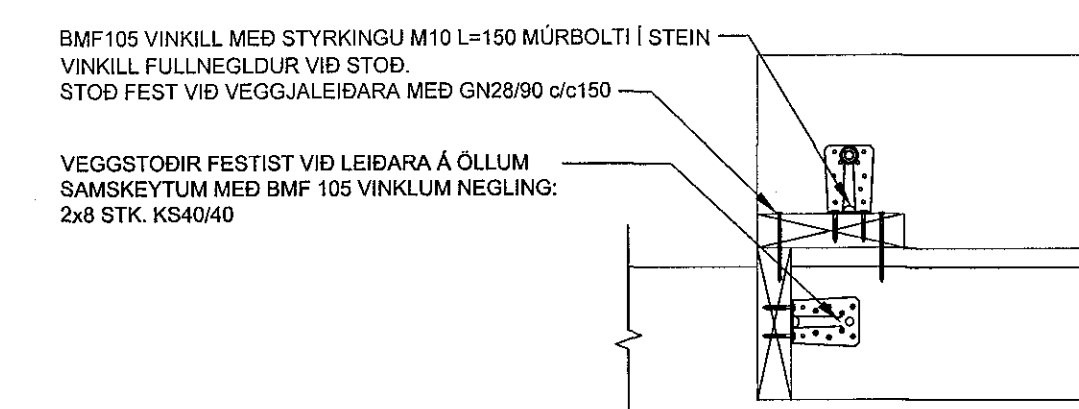 BMF105 VINKILL MEÐ STYRKINGU M10 L=150 MÚRBOLTI Í STEIN
VINKILL FULLNEGLDUR VIÐ STOÐ.
STOÐ FEST VIÐ VEGGJALEIÐARA MEÐ GN28/90 c/c150
VEGGSTOÐIR FESTIST VIÐ LEIÐARA Á ÖLLUM
SAMSKEYTUM MEÐ BMF 105 VINKLUM NEGLING:
2x8 STK. KS40/40